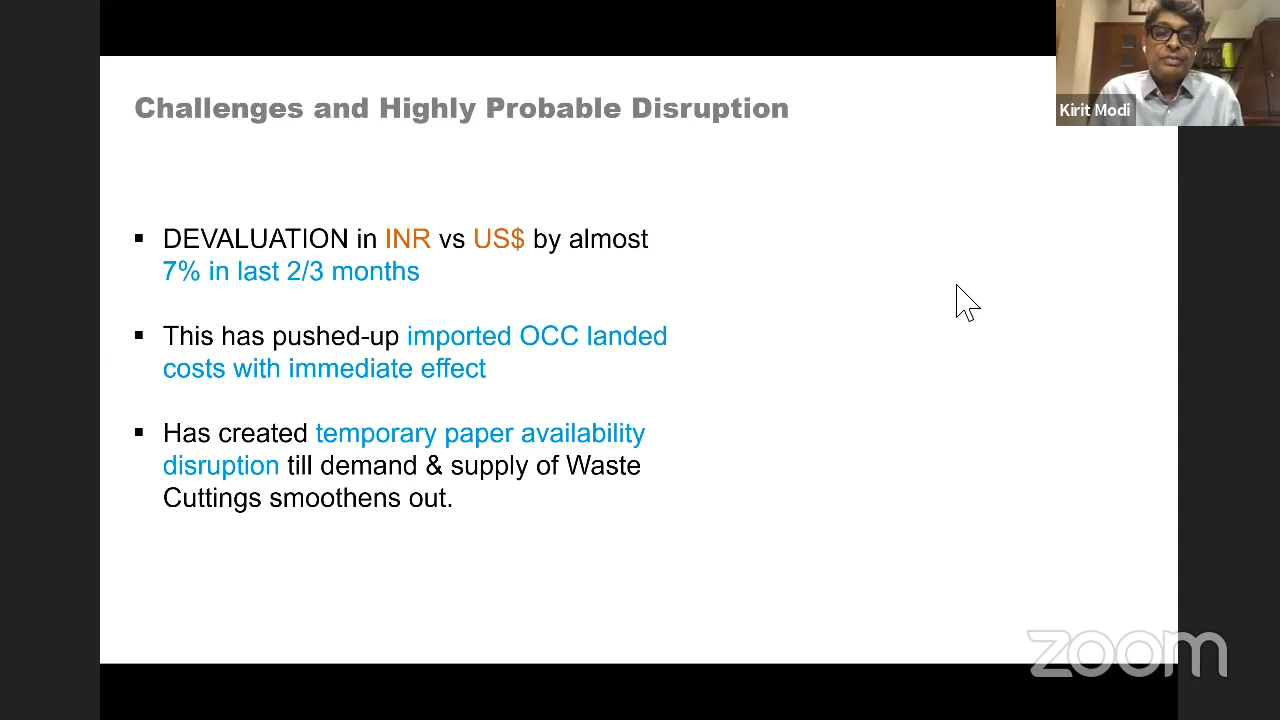 Challenges and Highly Probable Disruption
Kirit Modi
▪ DEVALUATION in INR vs US$ by almost
7% in last 2/3 months
▪ This has pushed-up imported OCC landed
costs with immediate effect
▪ Has created temporary paper availability
disruption till demand & supply of Waste
Cuttings smoothens out.
zoom